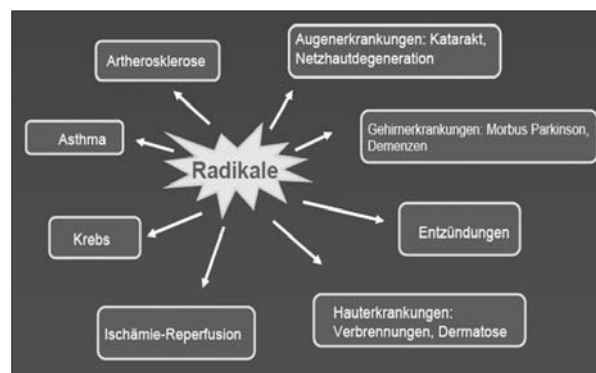 Artherosklerose
Augenerkrankungen: Katarakt,
Netzhautdegeneration
Asthma
Gehirnerkrankungen: Morbus Parkinson,
Demenzen
Radikale
Krebs
Entzündungen
Ischämie-Reperfusion
Hauterkrankungen:
Verbrennungen, Dermatose